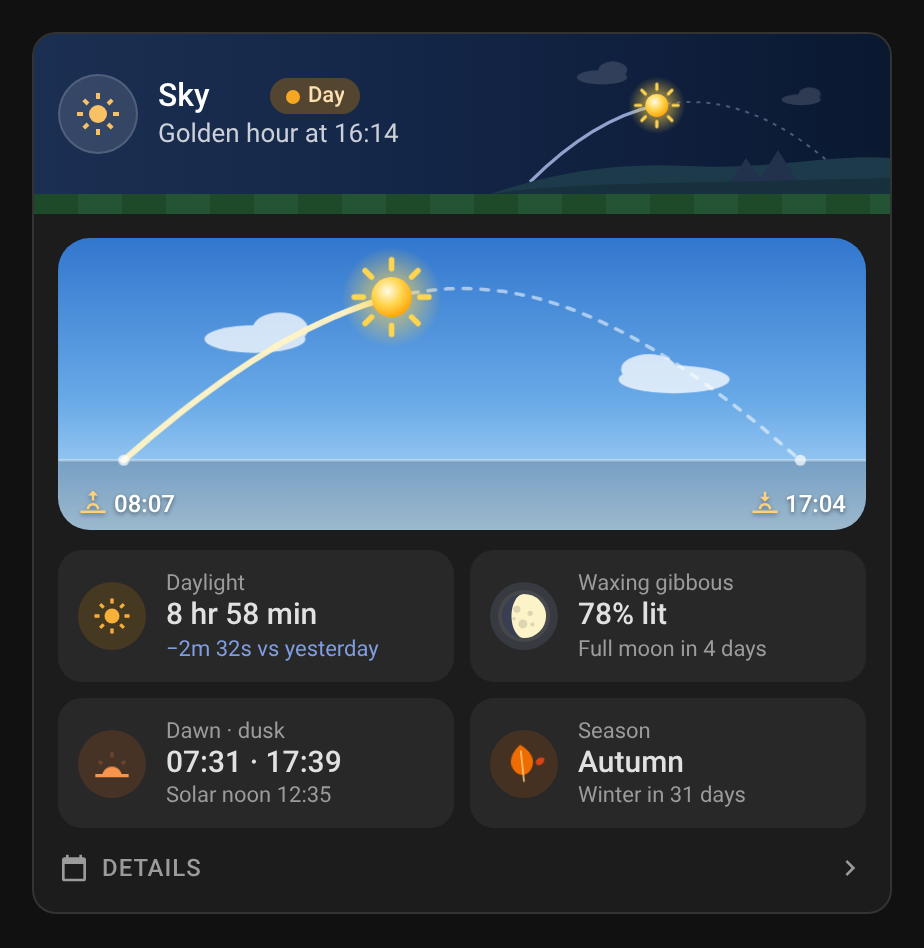 Sky
Day
Golden hour at 16:14
08:07
17:04
Daylight
8 hr 58 min
−2m 32s vs yesterday
Waxing gibbous
78% lit
Full moon in 4 days
Dawn · dusk
07:31 · 17:39
Solar noon 12:35
Season
Autumn
Winter in 31 days
DETAILS